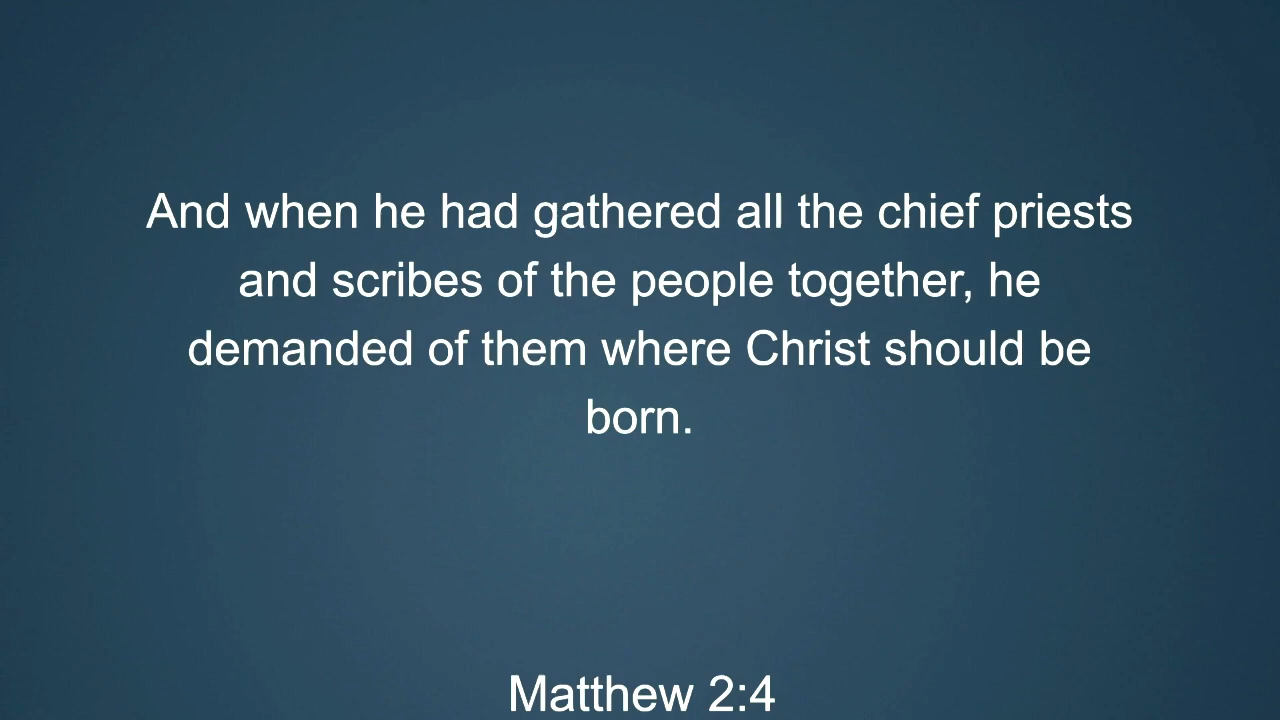 And when he had gathered all the chief priests
and scribes of the people together, he
demanded of them where Christ should be
born.
Matthew 2:4